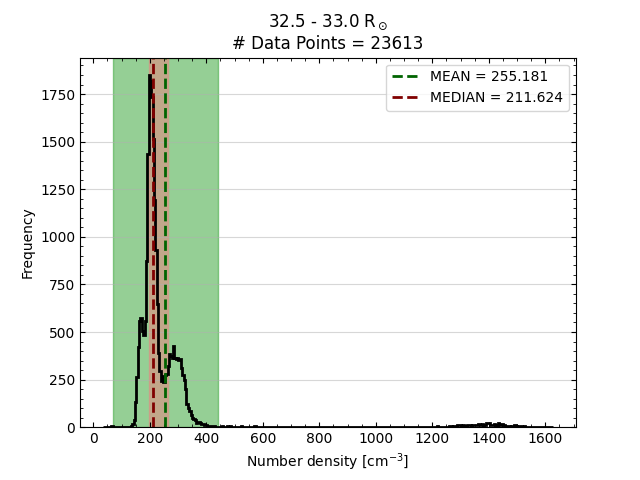 32.5 - 33.0 R⊙
# Data Points = 23613
MEAN = 255.181
MEDIAN = 211.624
Frequency
1750
1500
1250
1000
750
500
250
0
0 200 400 600 800 1000 1200 1400 1600
Number density [cm⁻³]